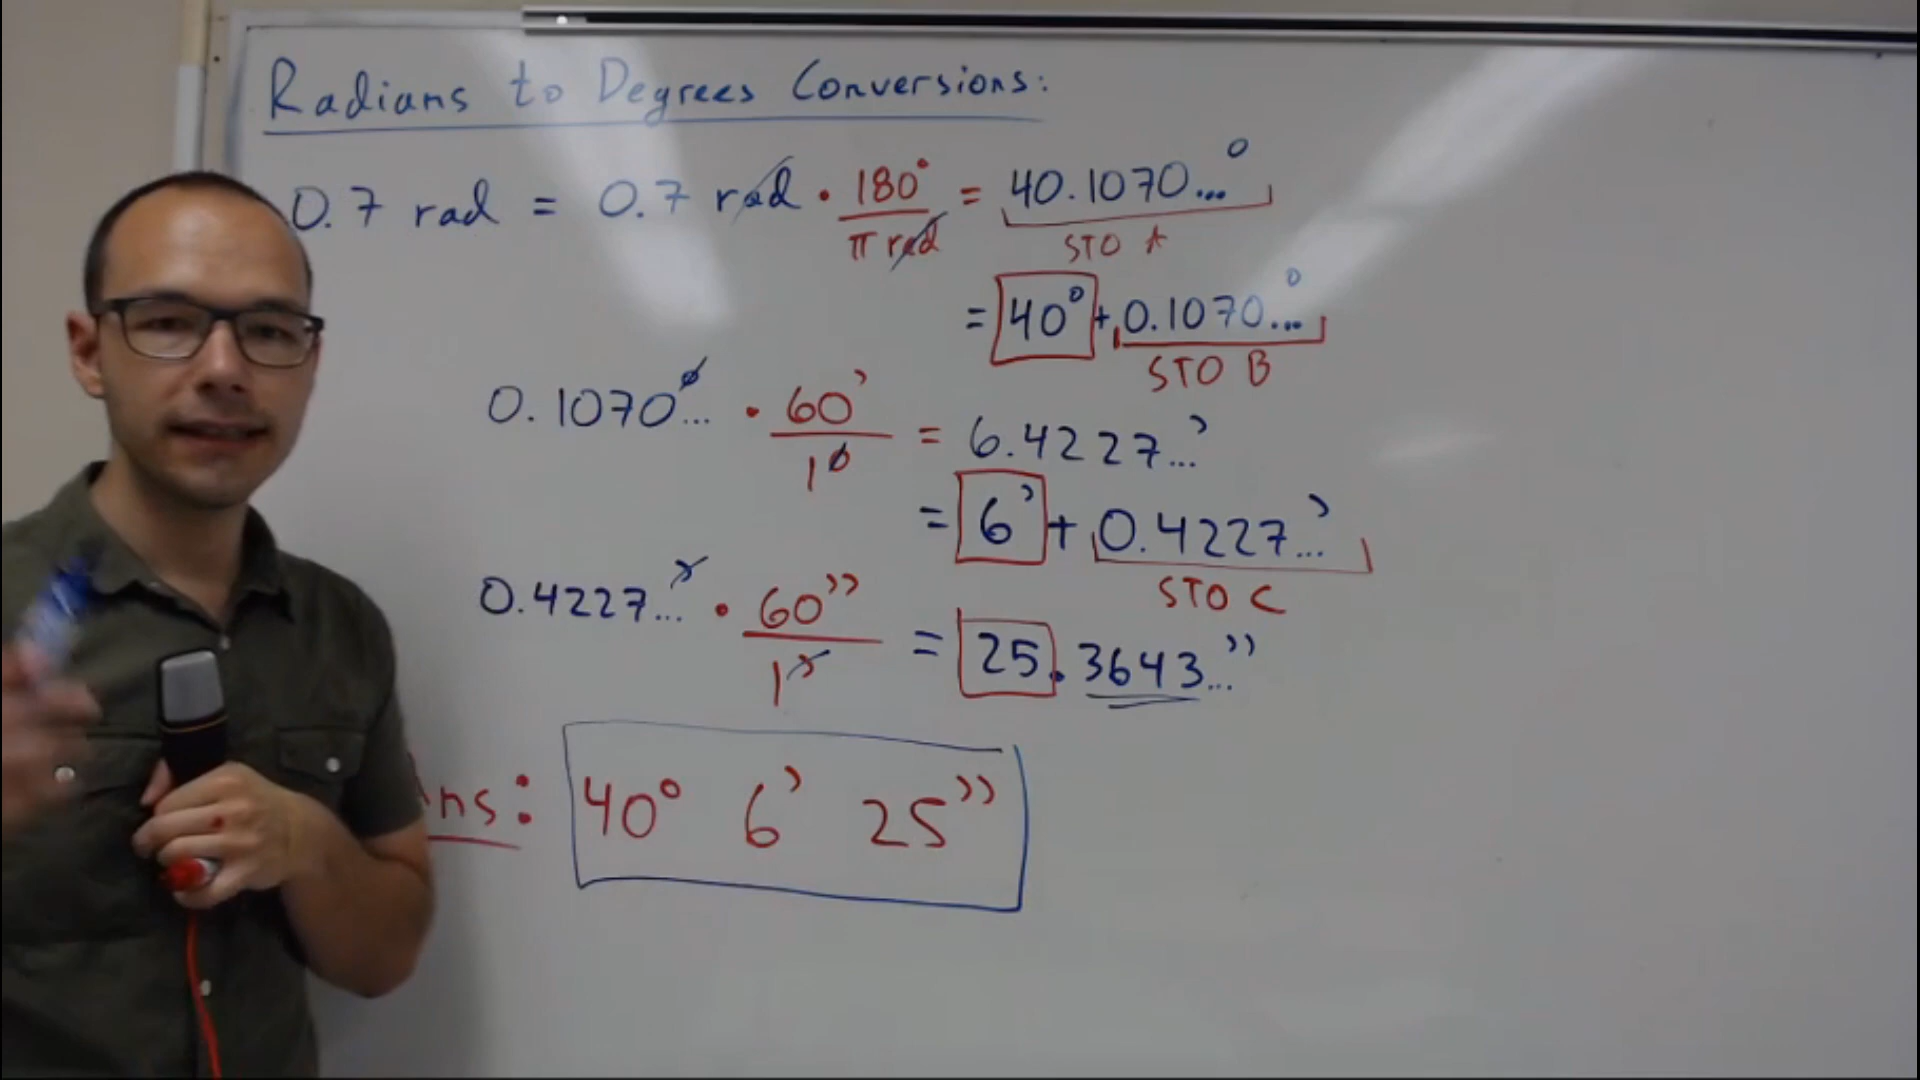 Radians to Degrees Conversions:
0.7 rad = 0.7 rad · 180° / π rad = 40.1070...°
STO A
= 40° + 0.1070...°
STO B
0.1070...° · 60' / 1° = 6.4227...'
= 6' + 0.4227...'
STO C
0.4227...' · 60'' / 1' = 25.3643...''
ns: 40° 6' 25''